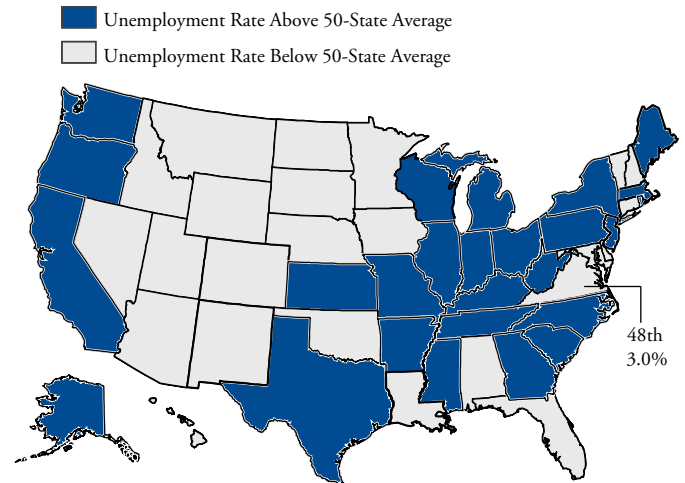 Unemployment Rate Above 50-State Average
Unemployment Rate Below 50-State Average
48th
3.0%